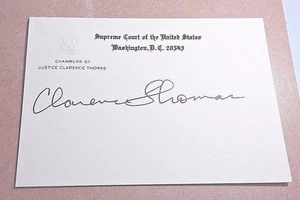 Supreme Court of the United States
Washington, D.C. 20543
CHAMBERS OF
JUSTICE CLARENCE THOMAS
Clarence Thomas